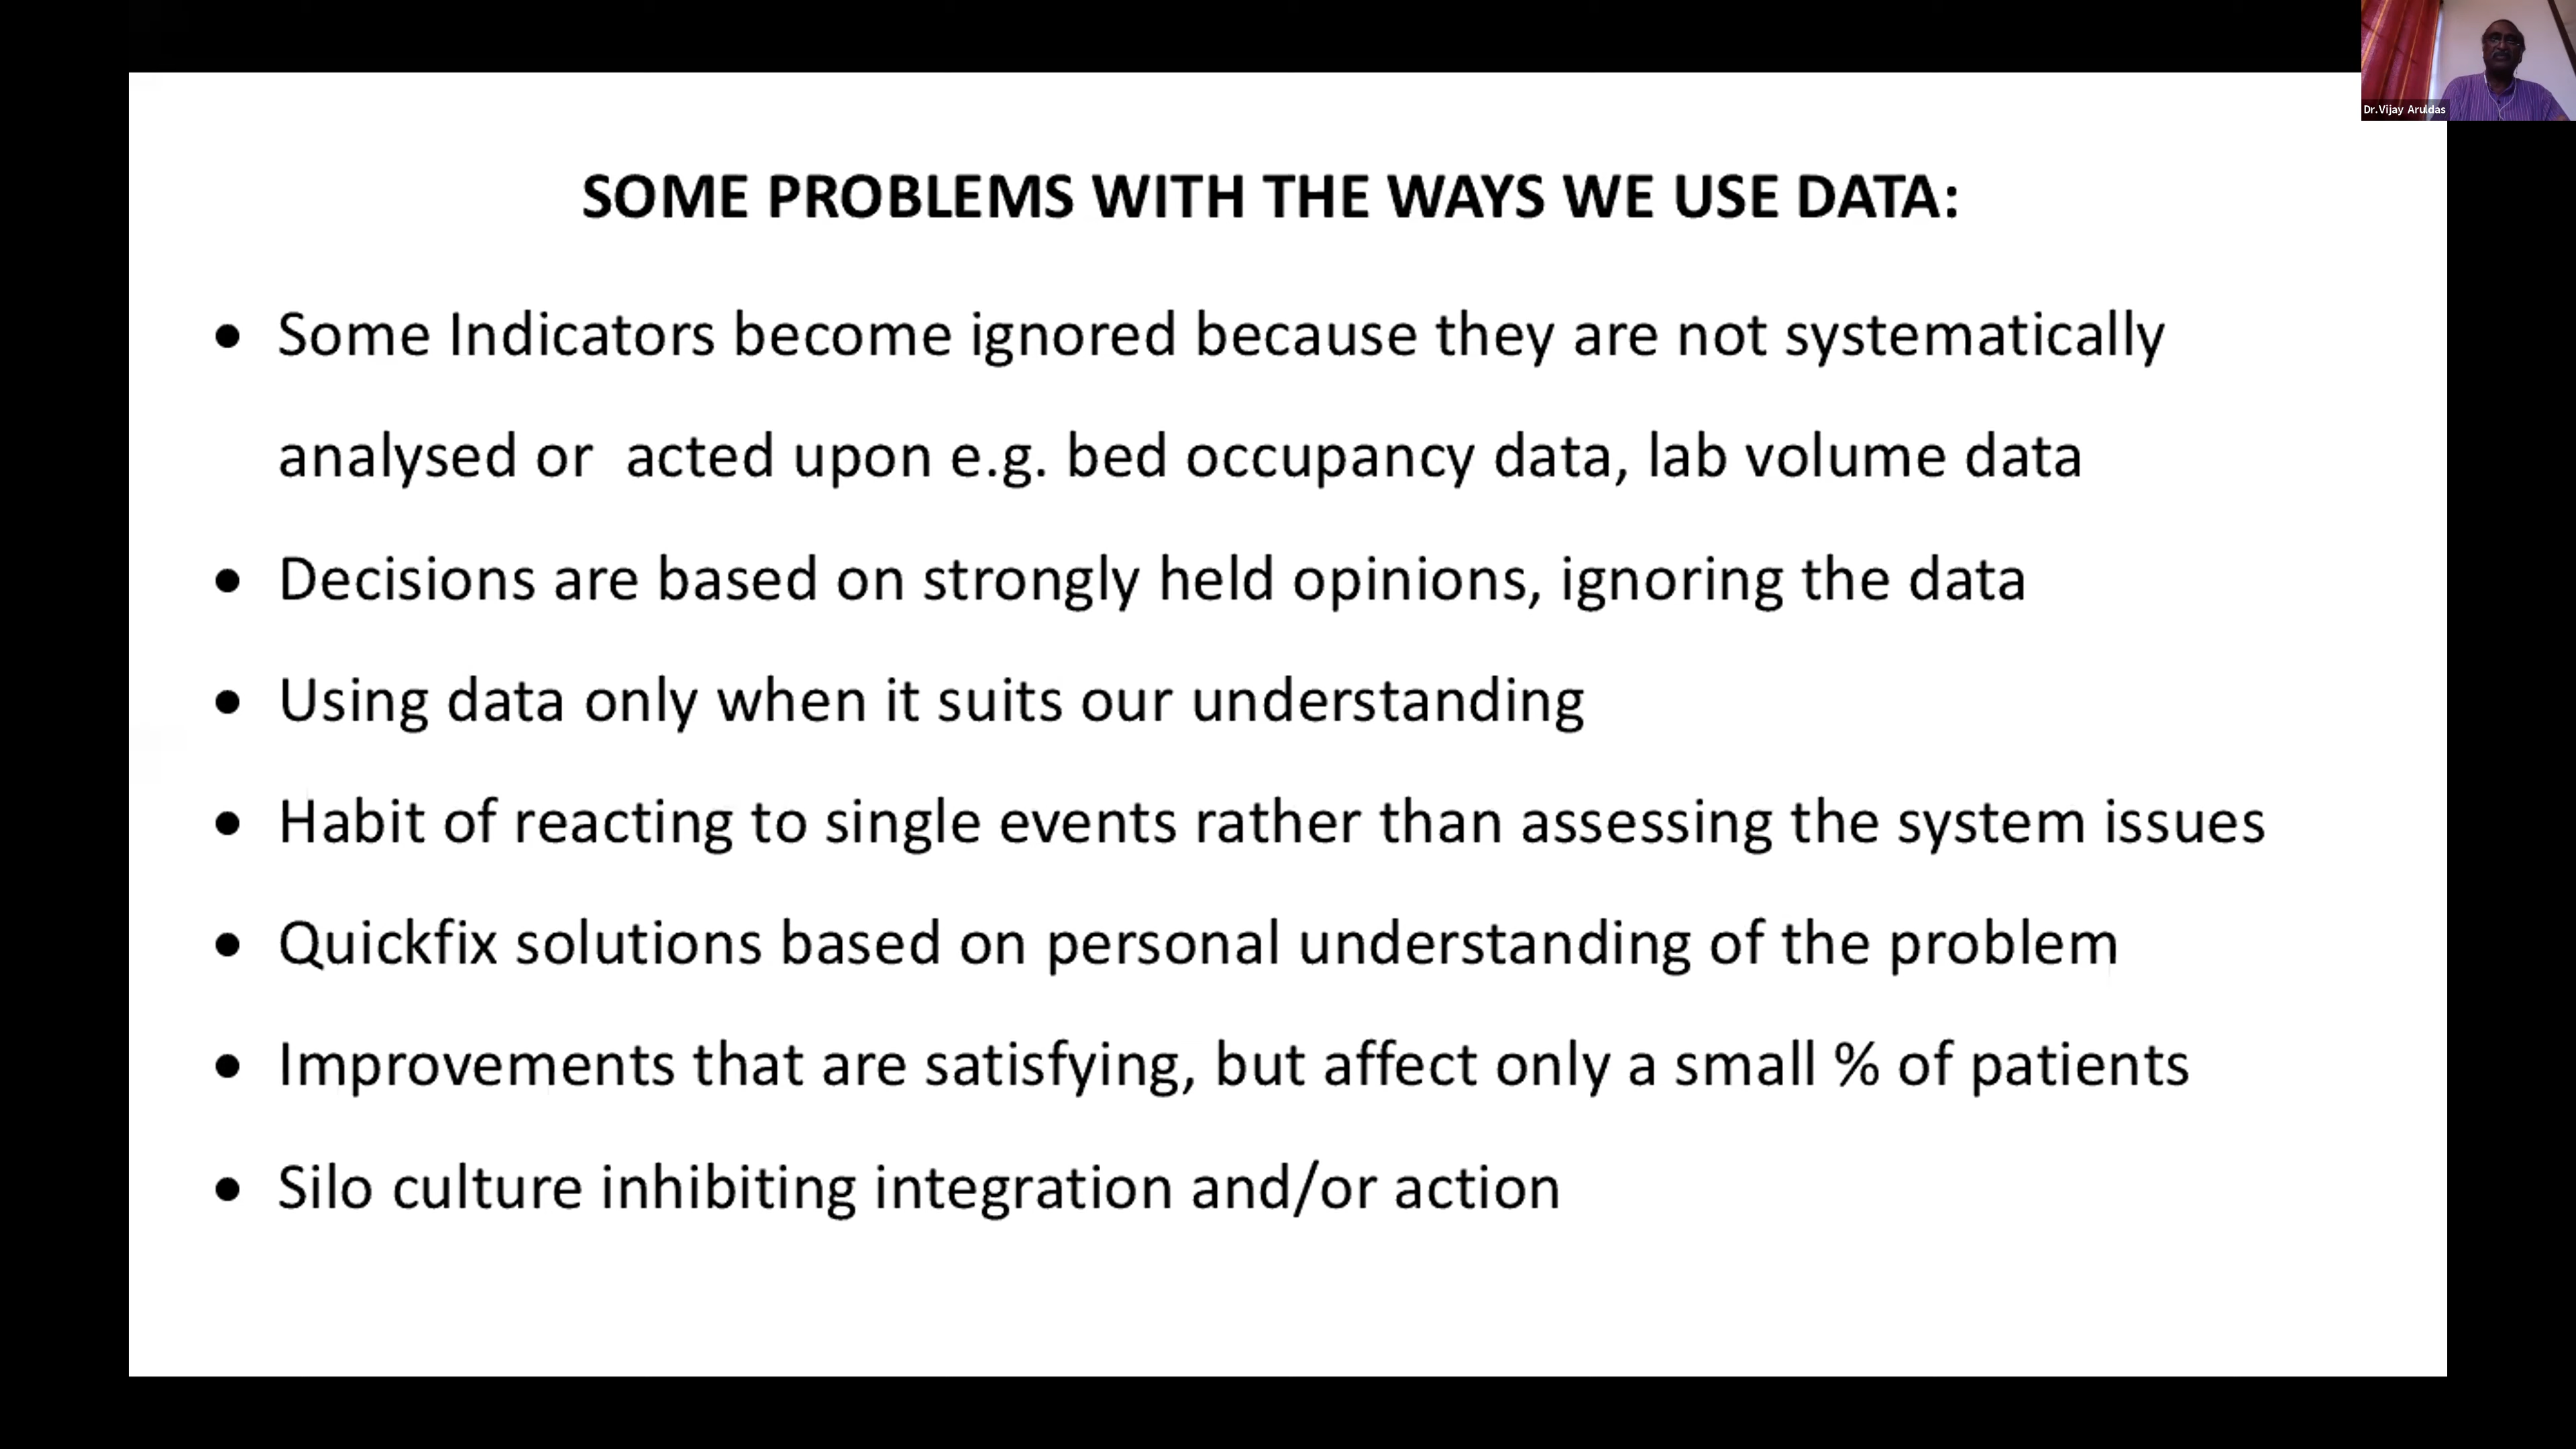 Dr.Vijay Aruldas
SOME PROBLEMS WITH THE WAYS WE USE DATA:
• Some Indicators become ignored because they are not systematically
analysed or  acted upon e.g. bed occupancy data, lab volume data
• Decisions are based on strongly held opinions, ignoring the data
• Using data only when it suits our understanding
• Habit of reacting to single events rather than assessing the system issues
• Quickfix solutions based on personal understanding of the problem
• Improvements that are satisfying, but affect only a small % of patients
• Silo culture inhibiting integration and/or action